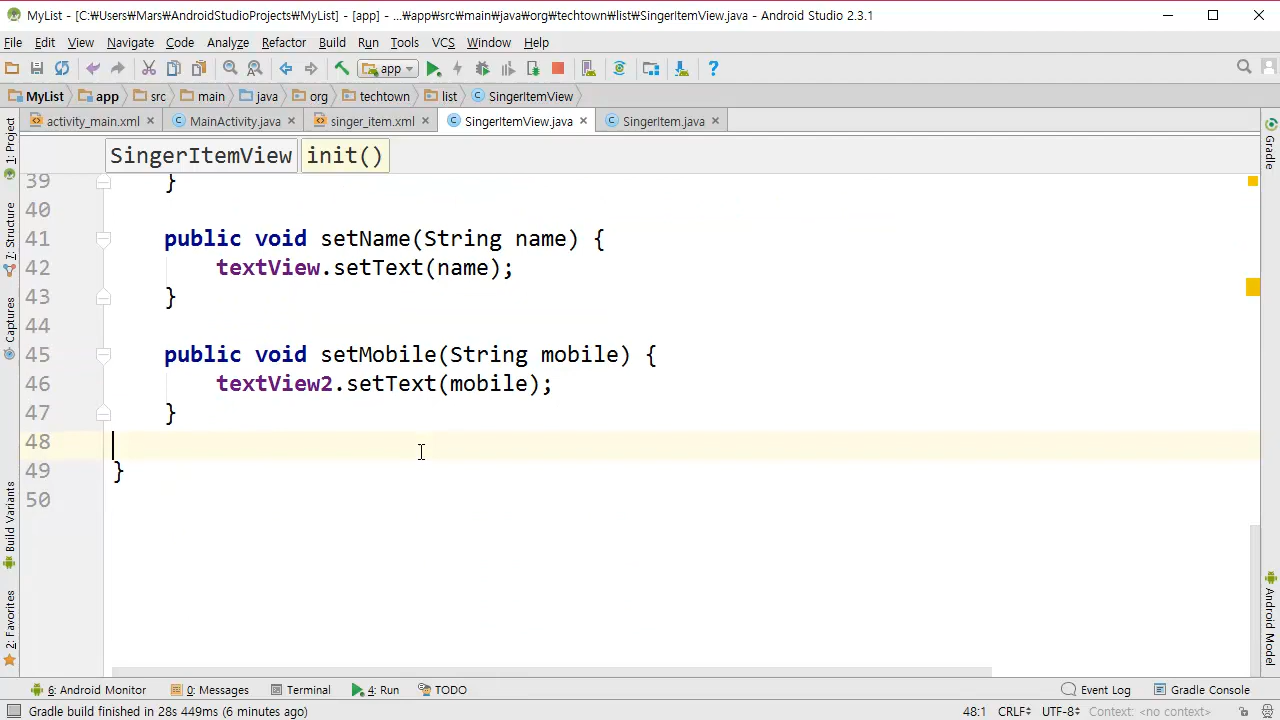 MyList - [C:₩Users₩Mars₩AndroidStudioProjects₩MyList] - [app] - ...₩app₩src₩main₩java₩org₩techtown₩list₩SingerItemView.java - Android Studio 2.3.1
File Edit View Navigate Code Analyze Refactor Build Run Tools VCS Window Help
app
MyList app src main java org techtown list SingerItemView
activity_main.xml MainActivity.java singer_item.xml SingerItemView.java SingerItem.java
SingerItemView init()
39 }
40
41 public void setName(String name) {
42 textView.setText(name);
43 }
44
45 public void setMobile(String mobile) {
46 textView2.setText(mobile);
47 }
48
49 }
50
1: Project
7: Structure
Captures
Build Variants
2: Favorites
Gradle
Android Model
6: Android Monitor 0: Messages Terminal 4: Run TODO Event Log Gradle Console
Gradle build finished in 28s 449ms (6 minutes ago) 48:1 CRLF UTF-8 Context: <no context>